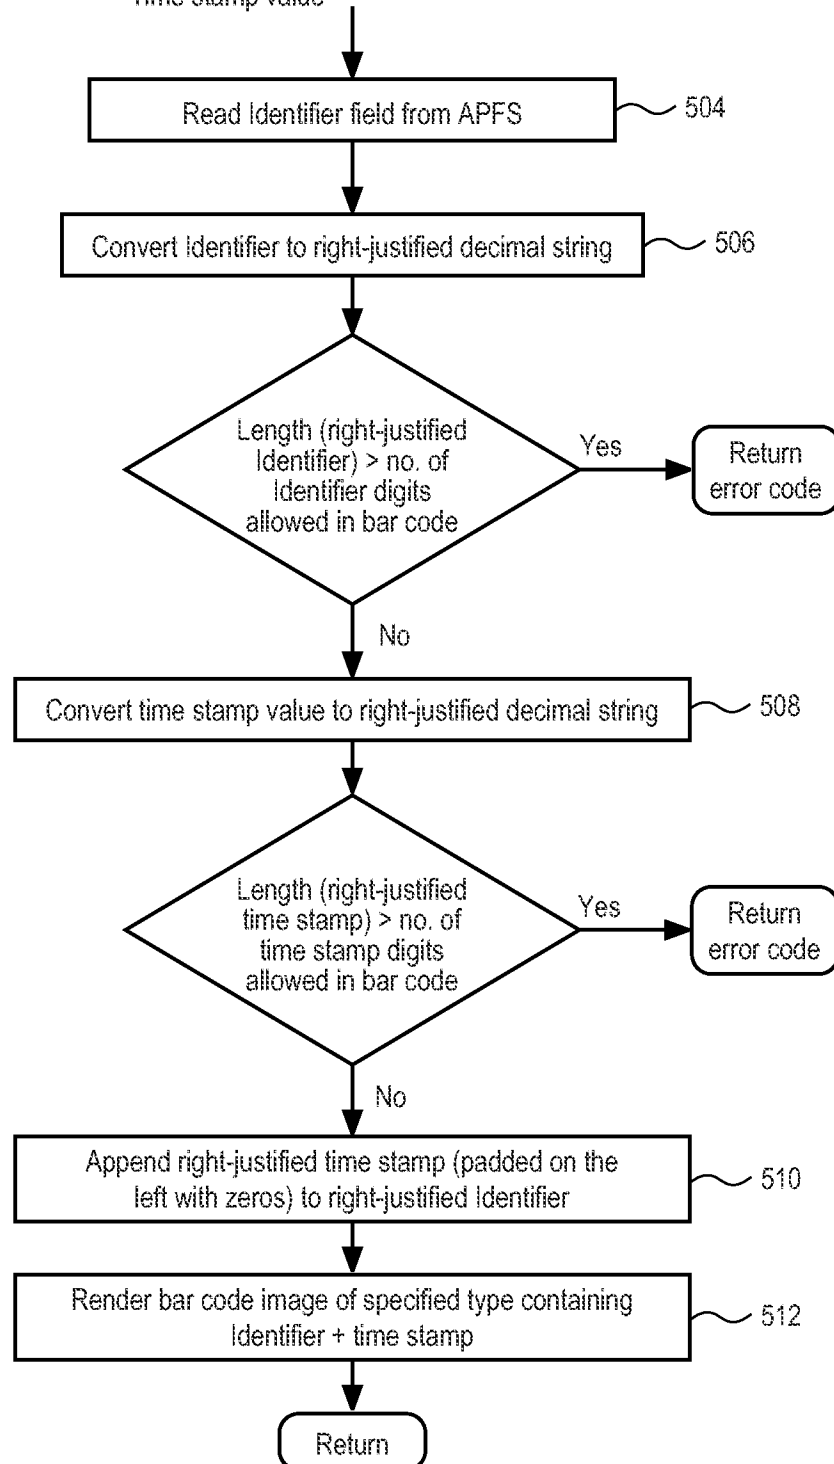 time stamp value
Read Identifier field from APFS
504
Convert Identifier to right-justified decimal string
506
Length (right-justified
Identifier) > no. of
Identifier digits
allowed in bar code
Yes
Return
error code
No
Convert time stamp value to right-justified decimal string
508
Length (right-justified
time stamp) > no. of
time stamp digits
allowed in bar code
Yes
Return
error code
No
Append right-justified time stamp (padded on the
left with zeros) to right-justified Identifier
510
Render bar code image of specified type containing
Identifier + time stamp
512
Return